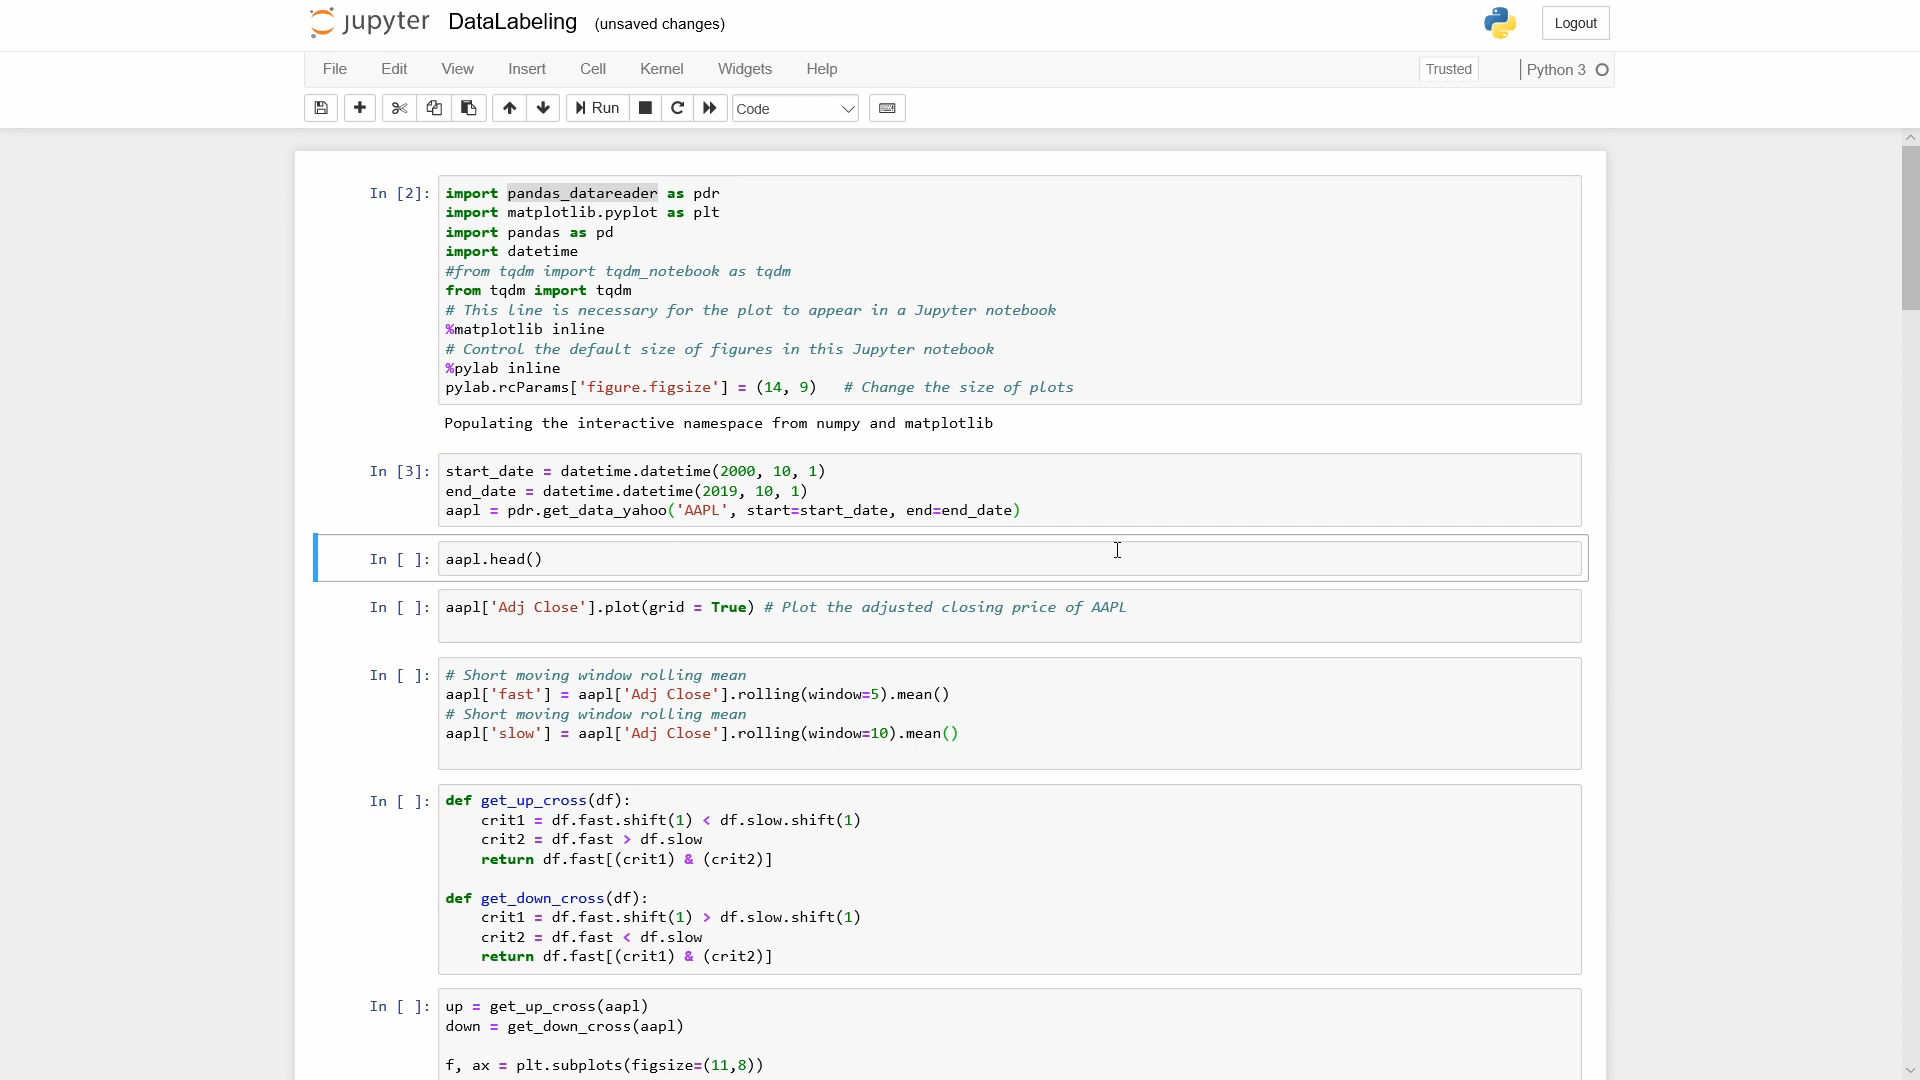 jupyter DataLabeling (unsaved changes) Logout
File Edit View Insert Cell Kernel Widgets Help Trusted Python 3
Run Code
In [2]: import pandas_datareader as pdr
import matplotlib.pyplot as plt
import pandas as pd
import datetime
#from tqdm import tqdm_notebook as tqdm
from tqdm import tqdm
# This line is necessary for the plot to appear in a Jupyter notebook
%matplotlib inline
# Control the default size of figures in this Jupyter notebook
%pylab inline
pylab.rcParams['figure.figsize'] = (14, 9)   # Change the size of plots
Populating the interactive namespace from numpy and matplotlib
In [3]: start_date = datetime.datetime(2000, 10, 1)
end_date = datetime.datetime(2019, 10, 1)
aapl = pdr.get_data_yahoo('AAPL', start=start_date, end=end_date)
In [ ]: aapl.head()
In [ ]: aapl['Adj Close'].plot(grid = True) # Plot the adjusted closing price of AAPL
In [ ]: # Short moving window rolling mean
aapl['fast'] = aapl['Adj Close'].rolling(window=5).mean()
# Short moving window rolling mean
aapl['slow'] = aapl['Adj Close'].rolling(window=10).mean()
In [ ]: def get_up_cross(df):
    crit1 = df.fast.shift(1) < df.slow.shift(1)
    crit2 = df.fast > df.slow
    return df.fast[(crit1) & (crit2)]
def get_down_cross(df):
    crit1 = df.fast.shift(1) > df.slow.shift(1)
    crit2 = df.fast < df.slow
    return df.fast[(crit1) & (crit2)]
In [ ]: up = get_up_cross(aapl)
down = get_down_cross(aapl)
f, ax = plt.subplots(figsize=(11,8))